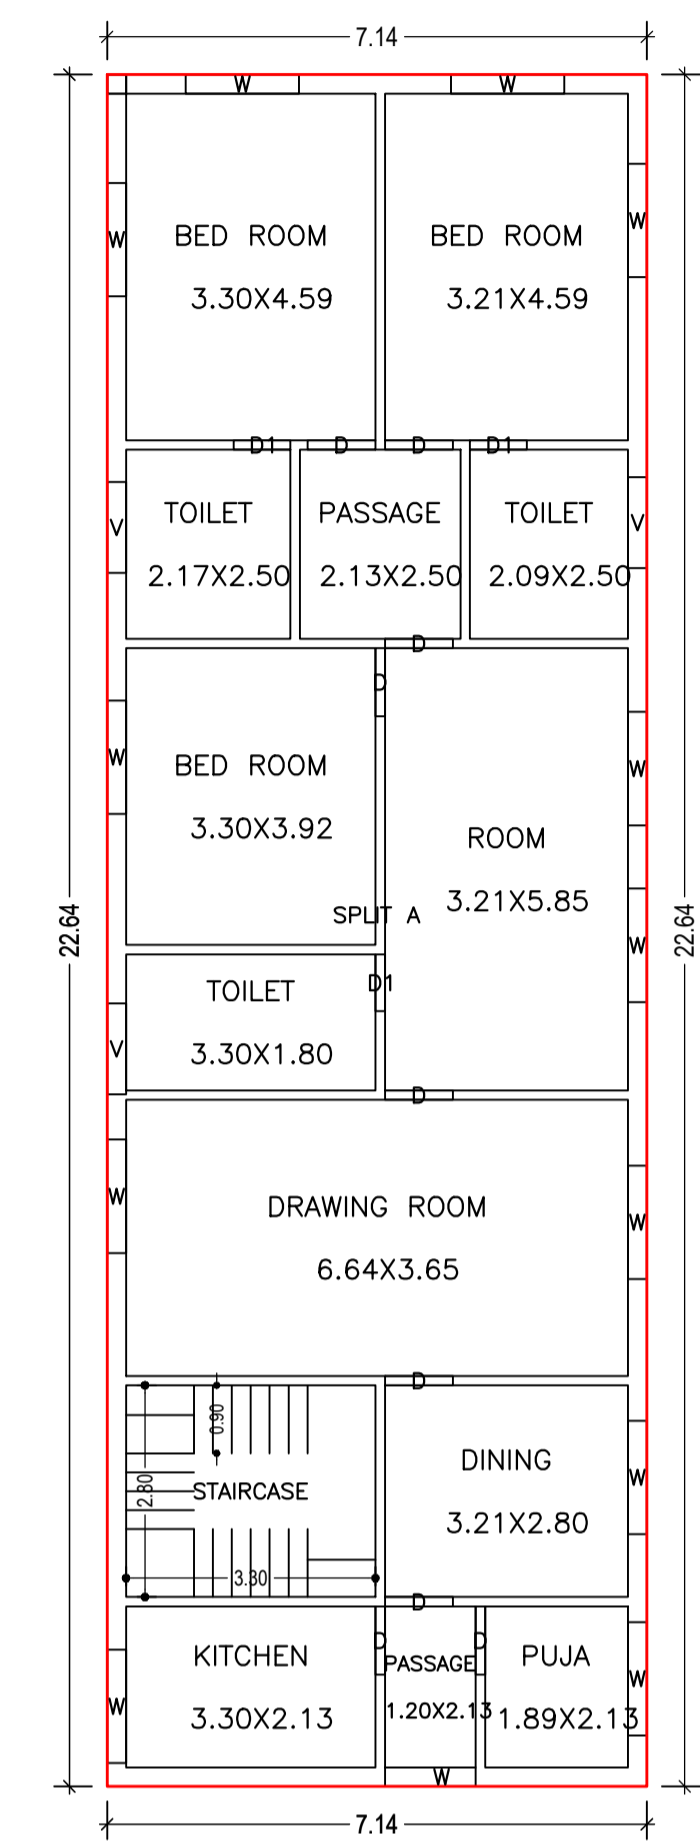 7.14
W W
W BED ROOM BED ROOM W
3.30X4.59 3.21X4.59
D1 D D D1
TOILET PASSAGE TOILET
V V
2.17X2.50 2.13X2.50 2.09X2.50
D
D
W BED ROOM W
3.30X3.92
ROOM
3.21X5.85
SPLIT A
22.64 22.64
W
D1
TOILET
V 3.30X1.80
D
W DRAWING ROOM W
6.64X3.65
D
0.90
DINING
2.80 STAIRCASE W
3.21X2.80
3.30
D
D D
KITCHEN PASSAGE PUJA
W
W 3.30X2.13 1.20X2.13 1.89X2.13
W
7.14